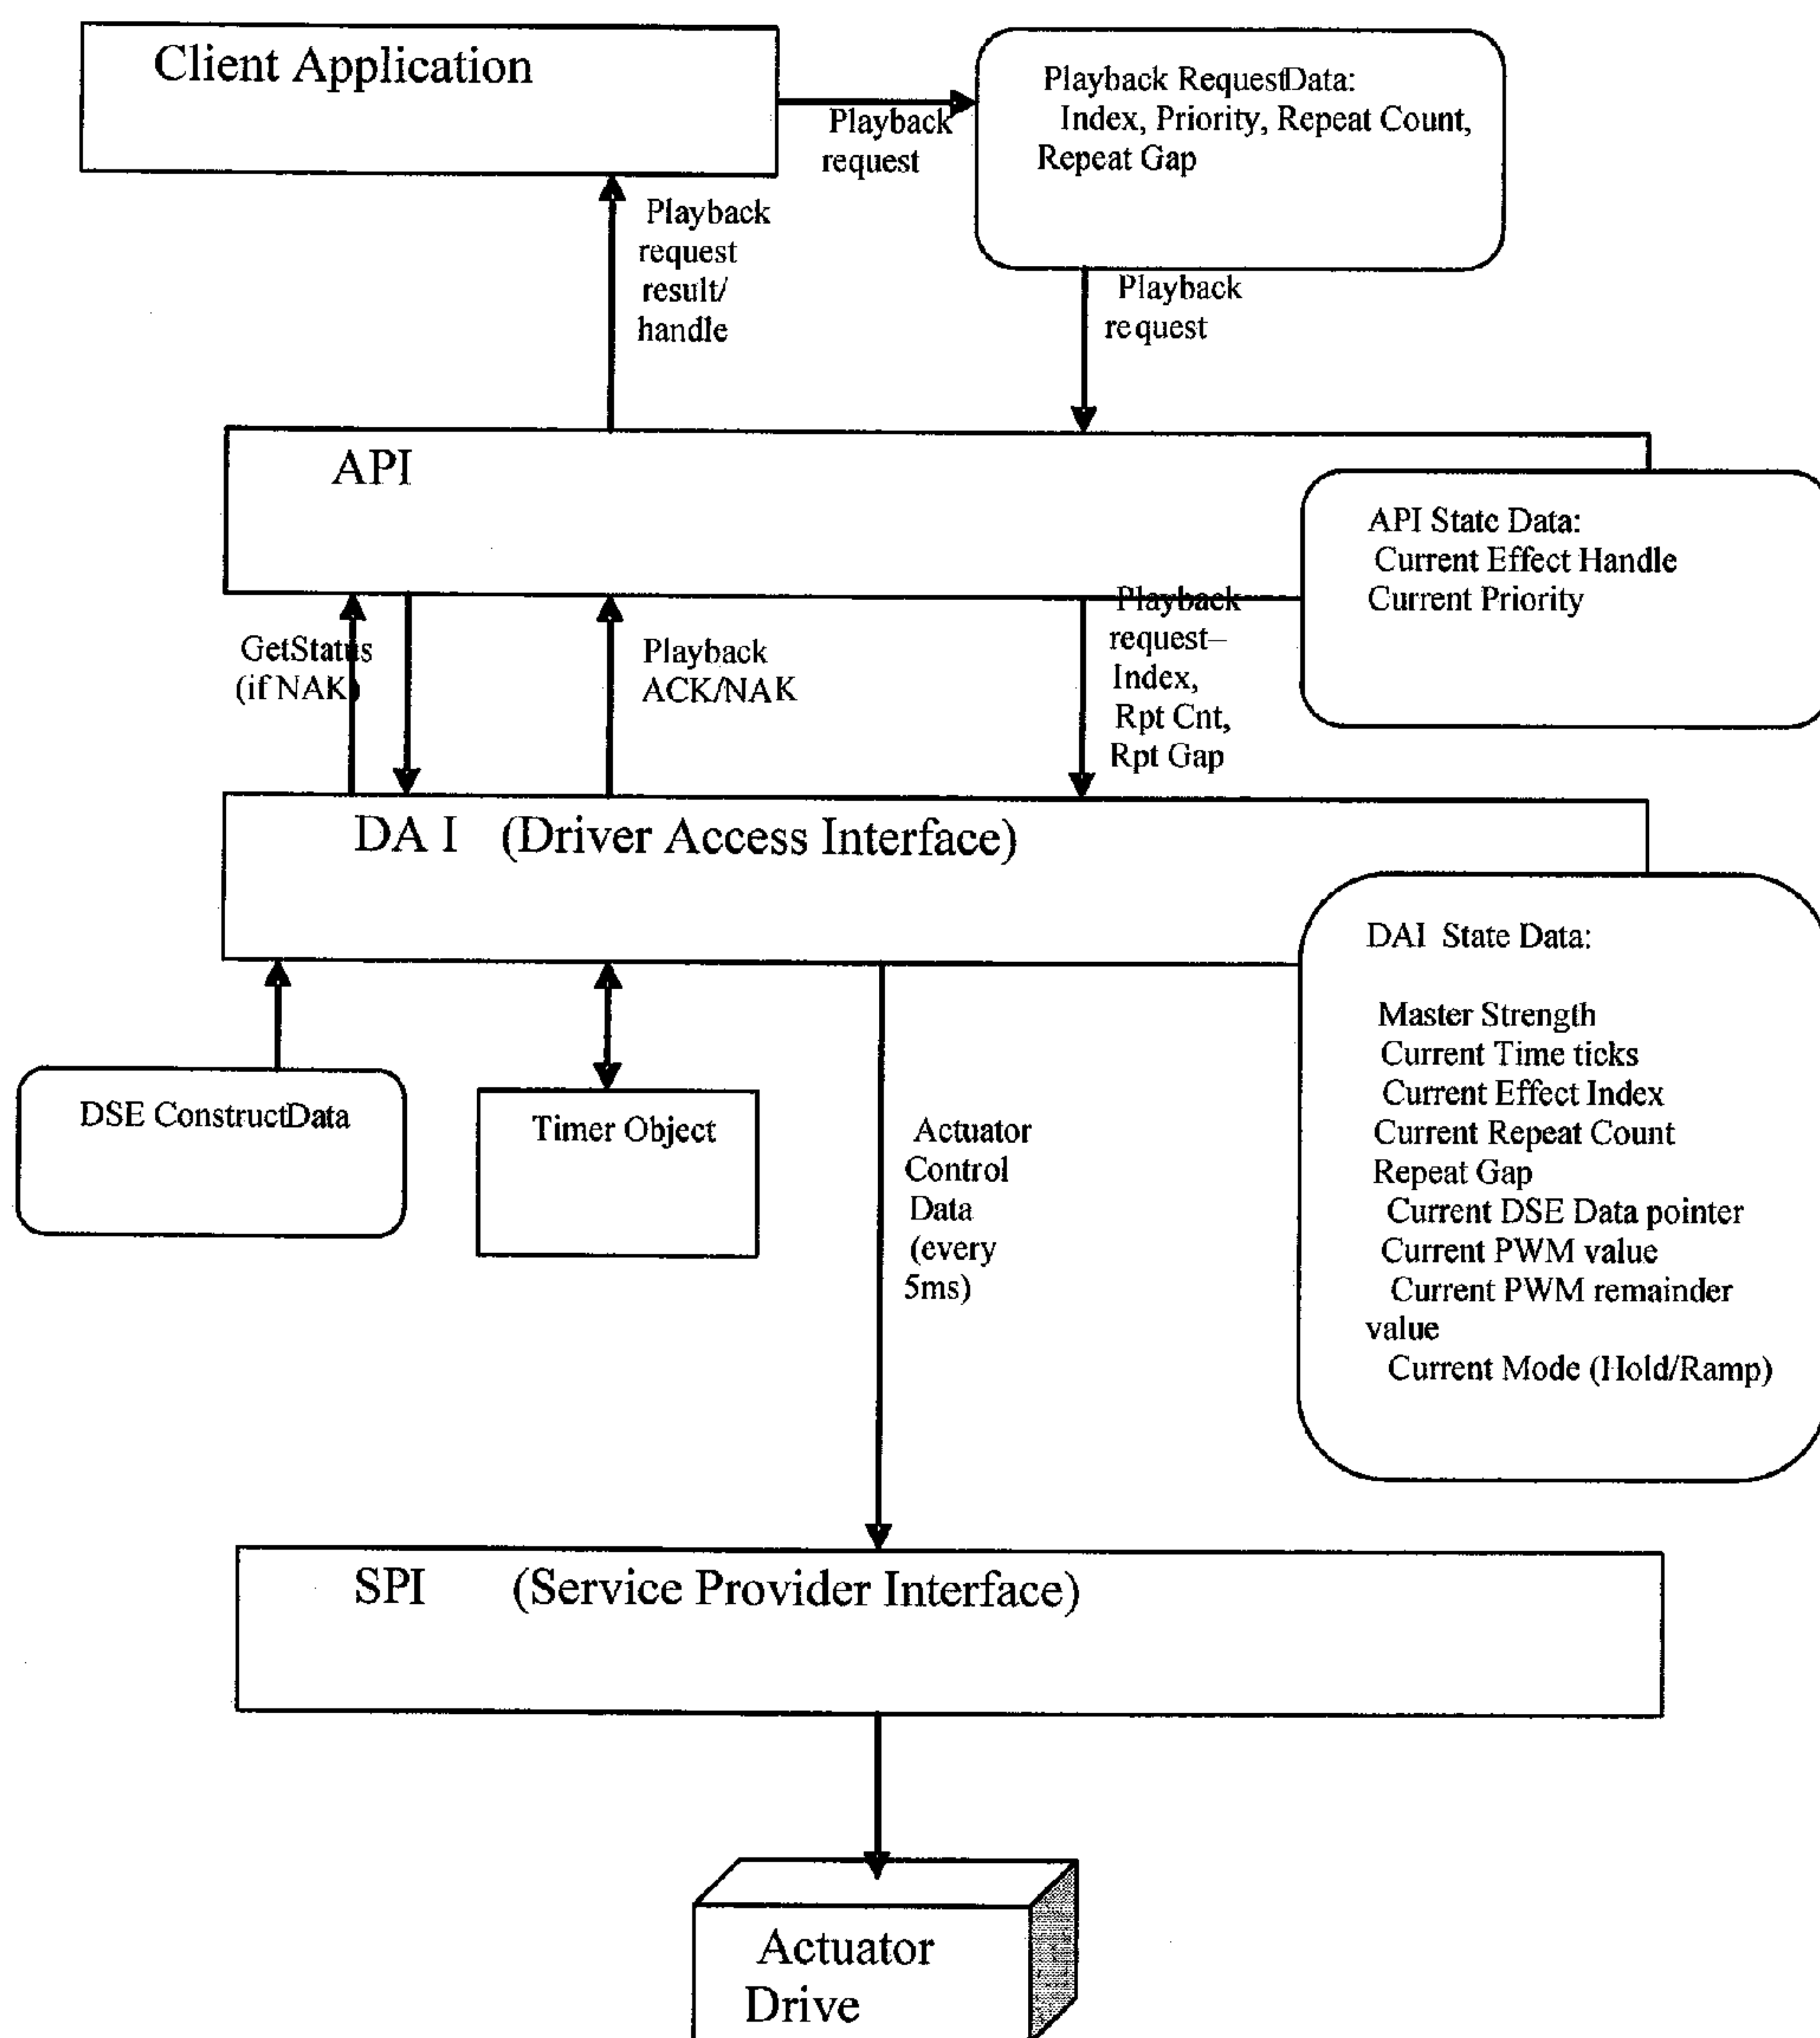 Client Application
Playback
request
Playback RequestData:
Index, Priority, Repeat Count,
Repeat Gap
Playback
request
result/
handle
Playback
request
API
API State Data:
Current Effect Handle
Current Priority
GetStatus
(if NAK)
Playback
ACK/NAK
Playback
request–
Index,
Rpt Cnt,
Rpt Gap
DA I (Driver Access Interface)
DAI State Data:
Master Strength
Current Time ticks
Current Effect Index
Current Repeat Count
Repeat Gap
Current DSE Data pointer
Current PWM value
Current PWM remainder
value
Current Mode (Hold/Ramp)
DSE ConstructData
Timer Object
Actuator
Control
Data
(every
5ms)
SPI (Service Provider Interface)
Actuator
Drive